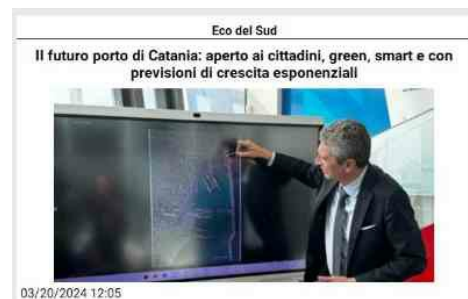 Eco del Sud
Il futuro porto di Catania: aperto ai cittadini, green, smart e con
previsioni di crescita esponenziali
03/20/2024 12:05